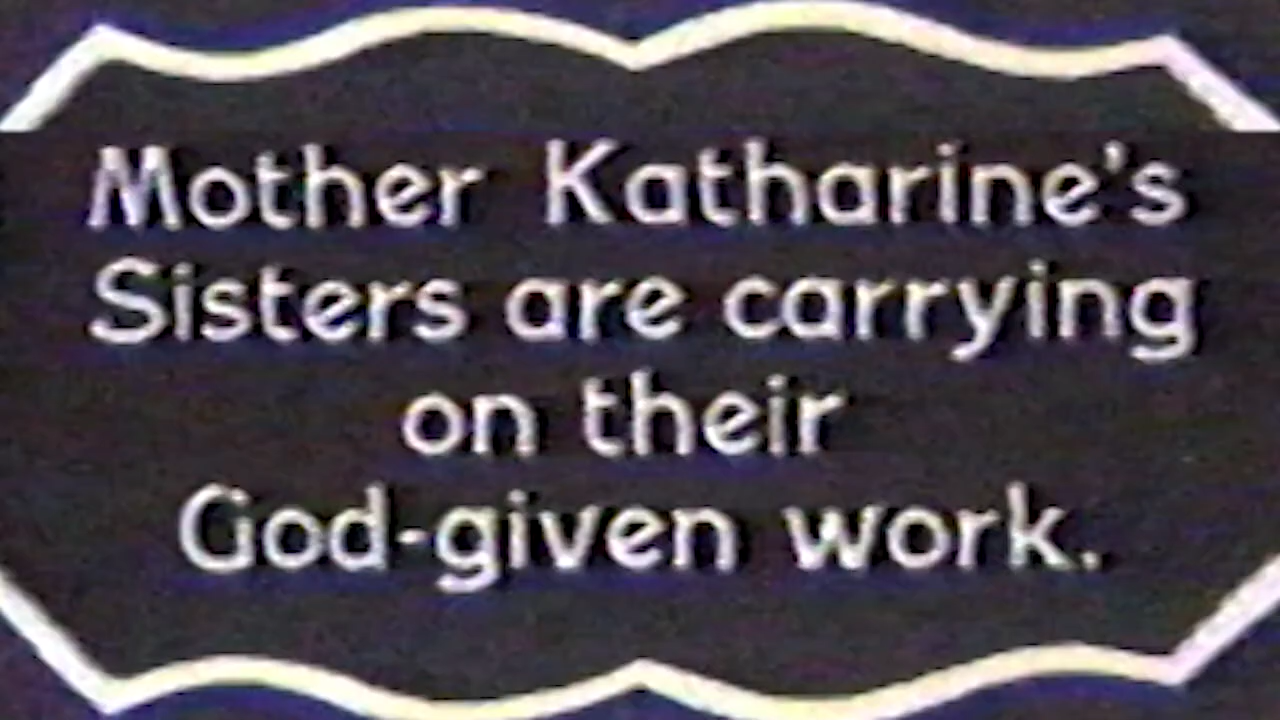 Mother Katharine's
Sisters are carrying
on their
God-given work.